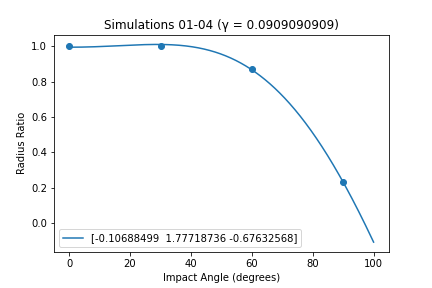 Simulations 01-04 (γ = 0.0909090909)
1.0
0.8
0.6
0.4
0.2
0.0
Radius Ratio
[-0.10688499 1.77718736 -0.67632568]
0 20 40 60 80 100
Impact Angle (degrees)